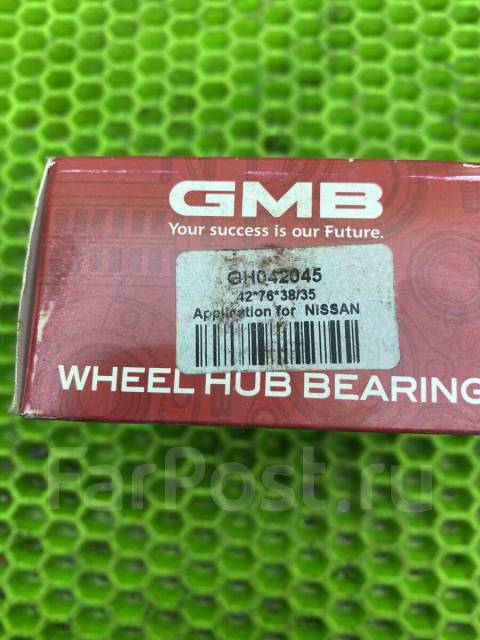 GMB
Your success is our Future.
GH042045
42*76*38/35
Application for NiSSAN
WHEEL HUB BEARING
FarPost.ru